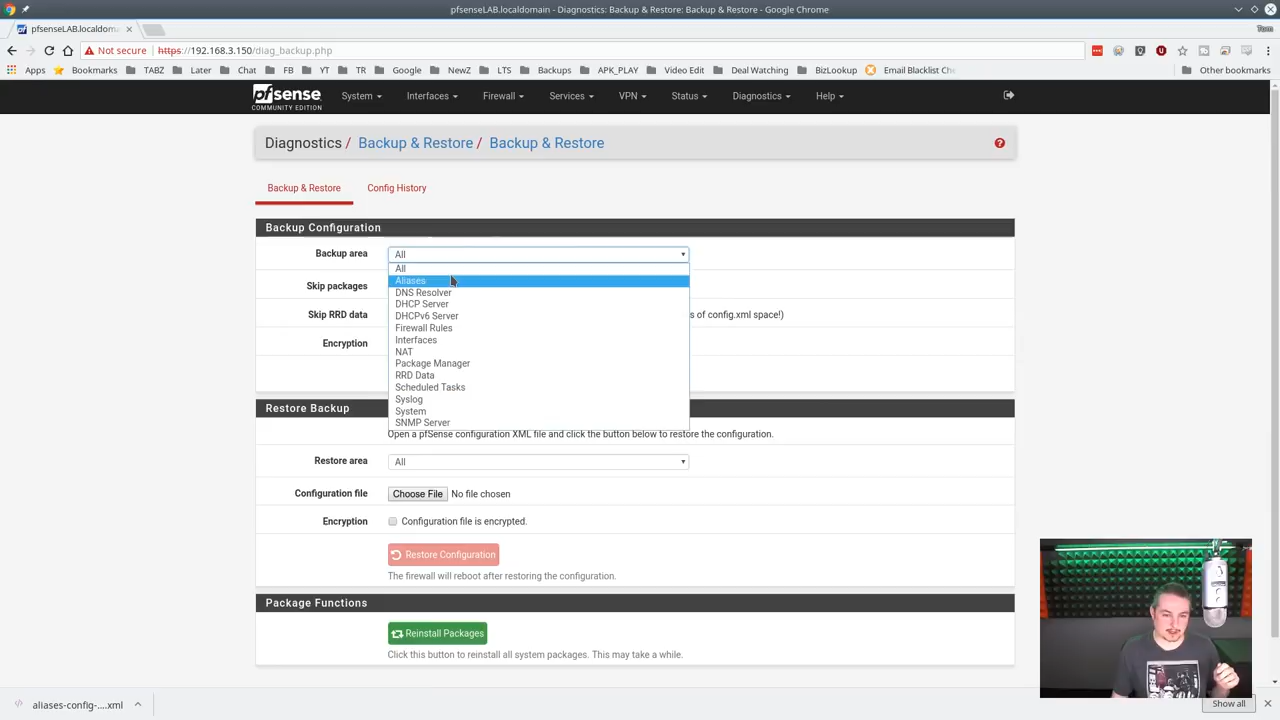 pfsenseLAB.localdomain - Diagnostics: Backup & Restore: Backup & Restore - Google Chrome
pfsenseLAB.localdoma
Tom
Not secure https://192.168.3.150/diag_backup.php
Apps Bookmarks TABZ Later Chat FB YT TR Google NewZ LTS Backups APK_PLAY Video Edit Deal Watching BizLookup Email Blacklist Che Other bookmarks
pfsense
COMMUNITY EDITION
System Interfaces Firewall Services VPN Status Diagnostics Help
Diagnostics / Backup & Restore / Backup & Restore
Backup & Restore Config History
Backup Configuration
Backup area All
All
Aliases
Skip packages
DNS Resolver
DHCP Server
Skip RRD data DHCPv6 Server s of config.xml space!)
Firewall Rules
Encryption Interfaces
NAT
Package Manager
RRD Data
Scheduled Tasks
Syslog
Restore Backup
System
SNMP Server
Open a pfSense configuration XML file and click the button below to restore the configuration.
Restore area All
Configuration file Choose File No file chosen
Encryption Configuration file is encrypted.
Restore Configuration
The firewall will reboot after restoring the configuration.
Package Functions
Reinstall Packages
Click this button to reinstall all system packages. This may take a while.
aliases-config-....xml Show all